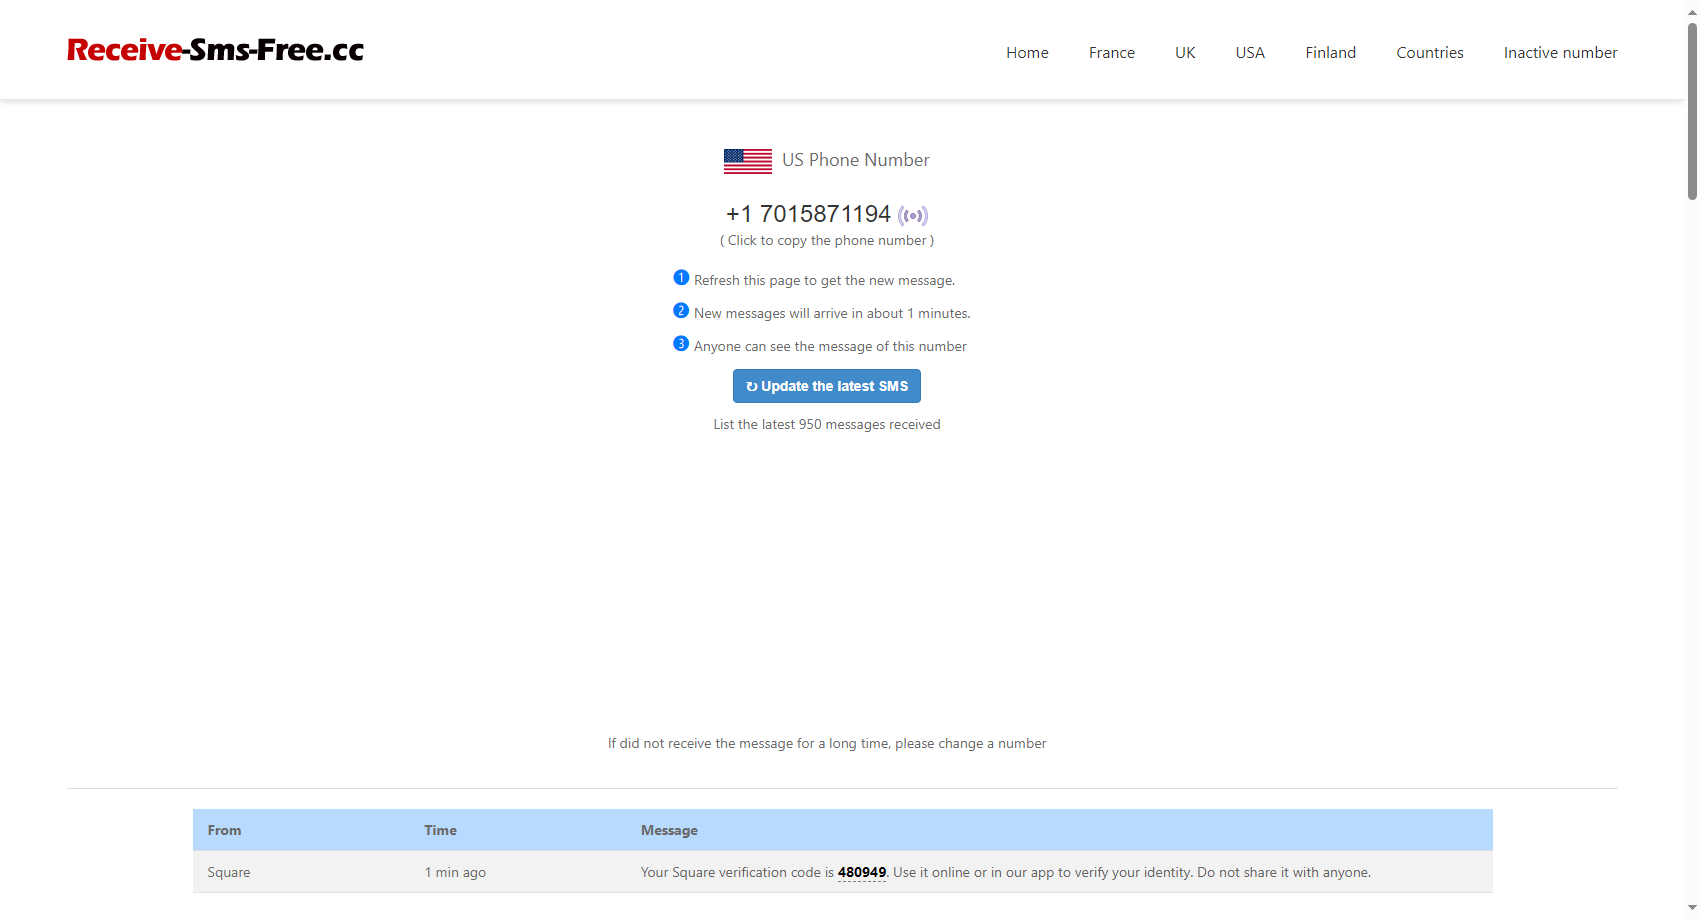 Receive-Sms-Free.cc
Home France UK USA Finland Countries Inactive number
US Phone Number
+1 7015871194
( Click to copy the phone number )
1 Refresh this page to get the new message.
2 New messages will arrive in about 1 minutes.
3 Anyone can see the message of this number
↻ Update the latest SMS
List the latest 950 messages received
If did not receive the message for a long time, please change a number
From Time Message
Square 1 min ago Your Square verification code is 480949. Use it online or in our app to verify your identity. Do not share it with anyone.